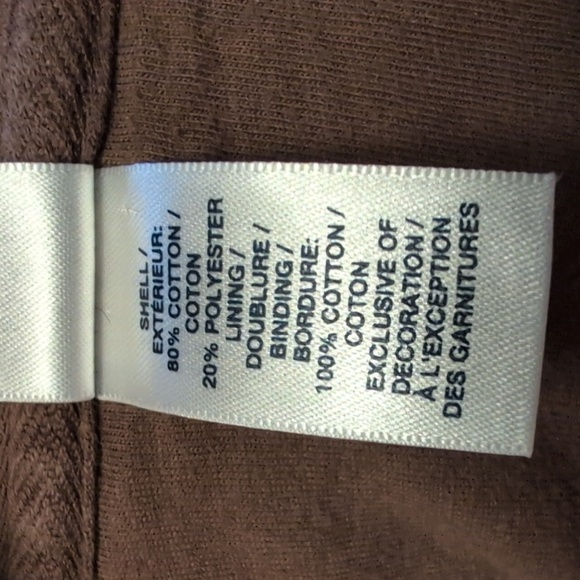 SHELL /
EXTÉRIEUR:
80% COTTON /
COTON
20% POLYESTER
LINING /
DOUBLURE /
BINDING /
BORDURE:
100% COTTON /
COTON
EXCLUSIVE OF
DECORATION /
À L'EXCEPTION
DES GARNITURES